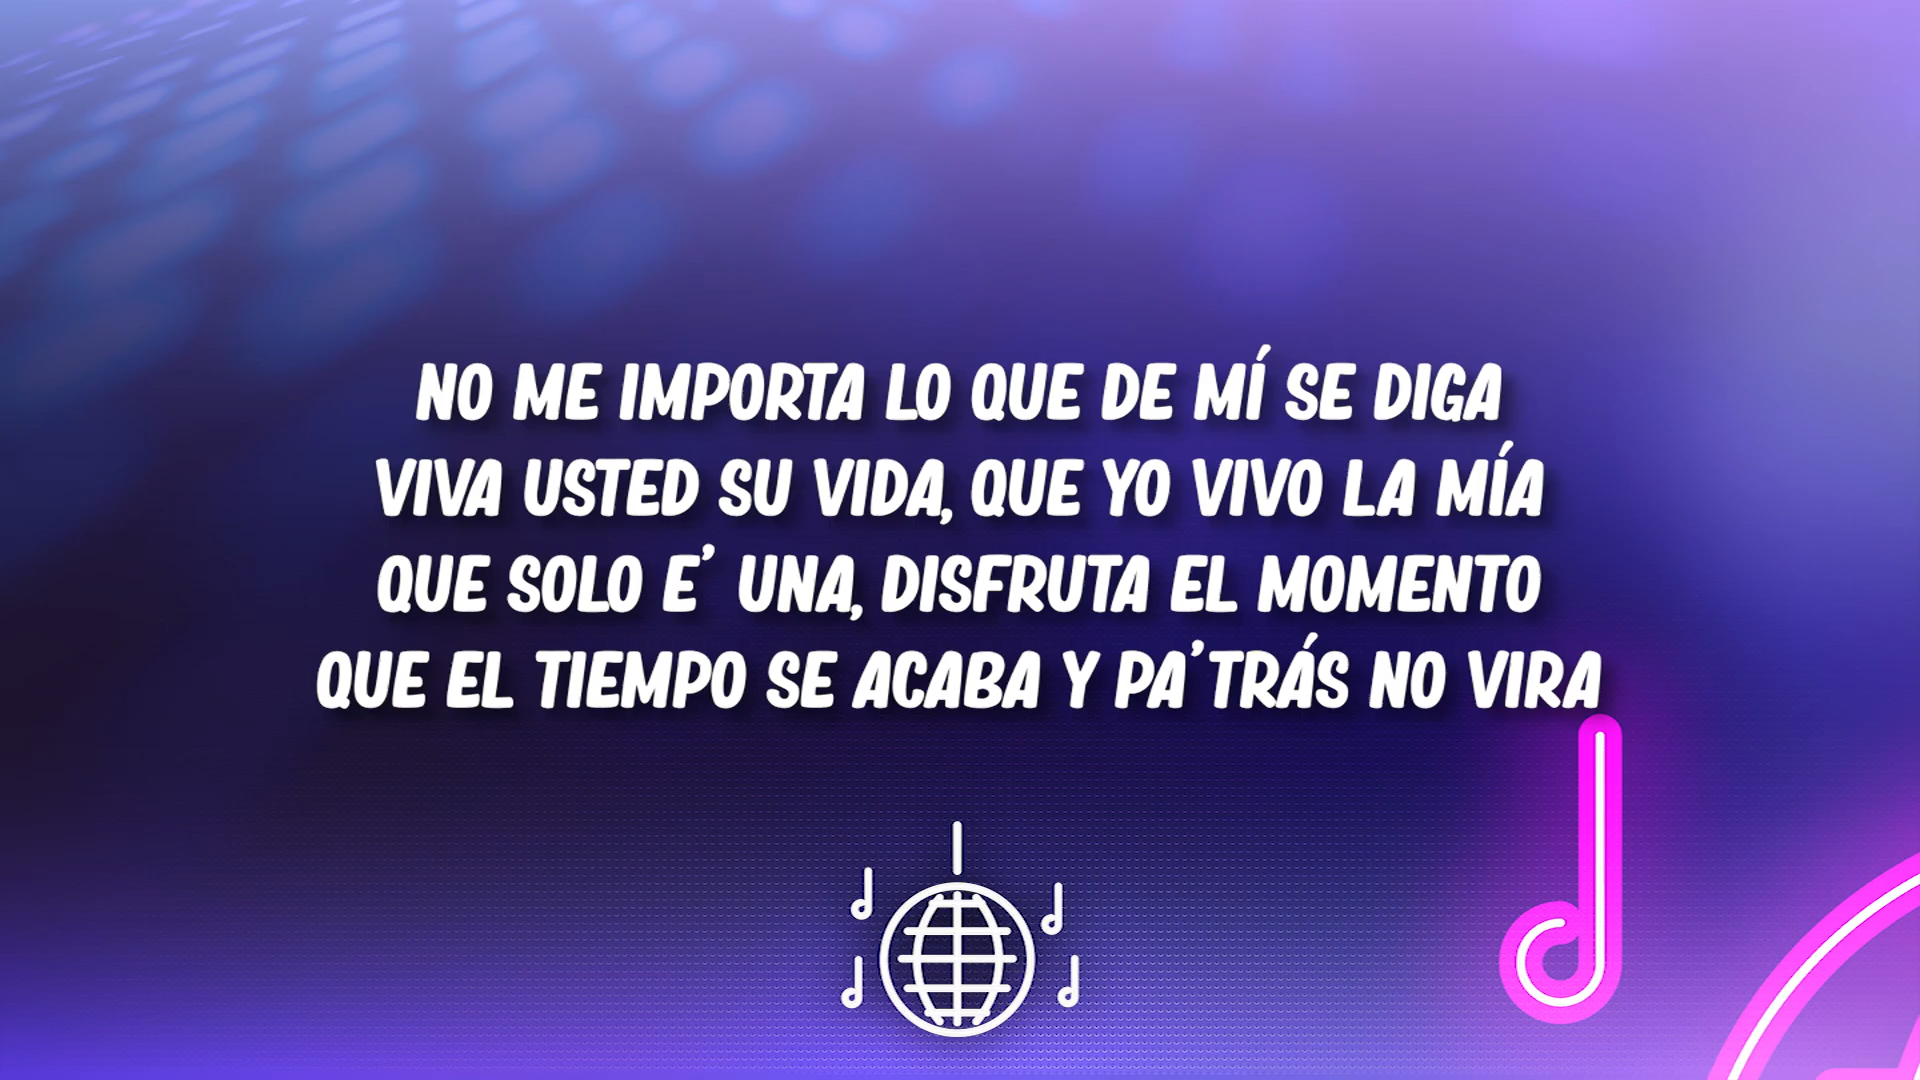 NO ME IMPORTA LO QUE DE MÍ SE DIGA
VIVA USTED SU VIDA, QUE YO VIVO LA MÍA
QUE SOLO E' UNA, DISFRUTA EL MOMENTO
QUE EL TIEMPO SE ACABA Y PA'TRÁS NO VIRA